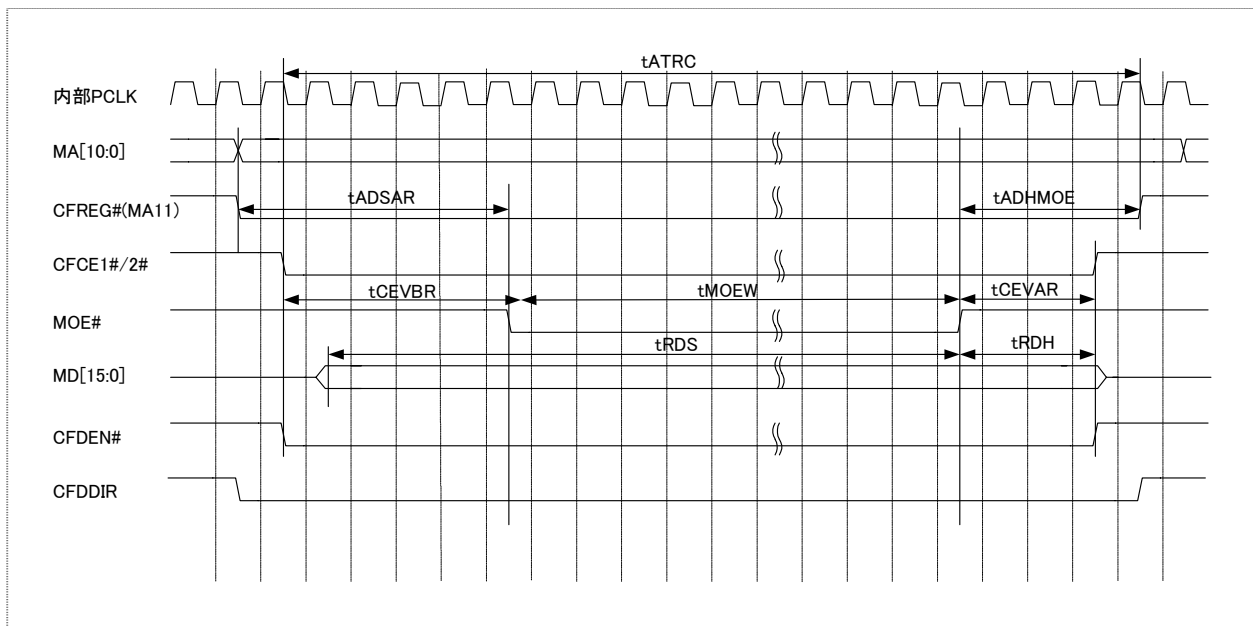 tATRC
内部PCLK
MA[10:0]
tADSAR
tADHMOE
CFREG#(MA11)
CFCE1#/2#
tCEVBR
tMOEW
tCEVAR
MOE#
tRDS
tRDH
MD[15:0]
CFDEN#
CFDDIR